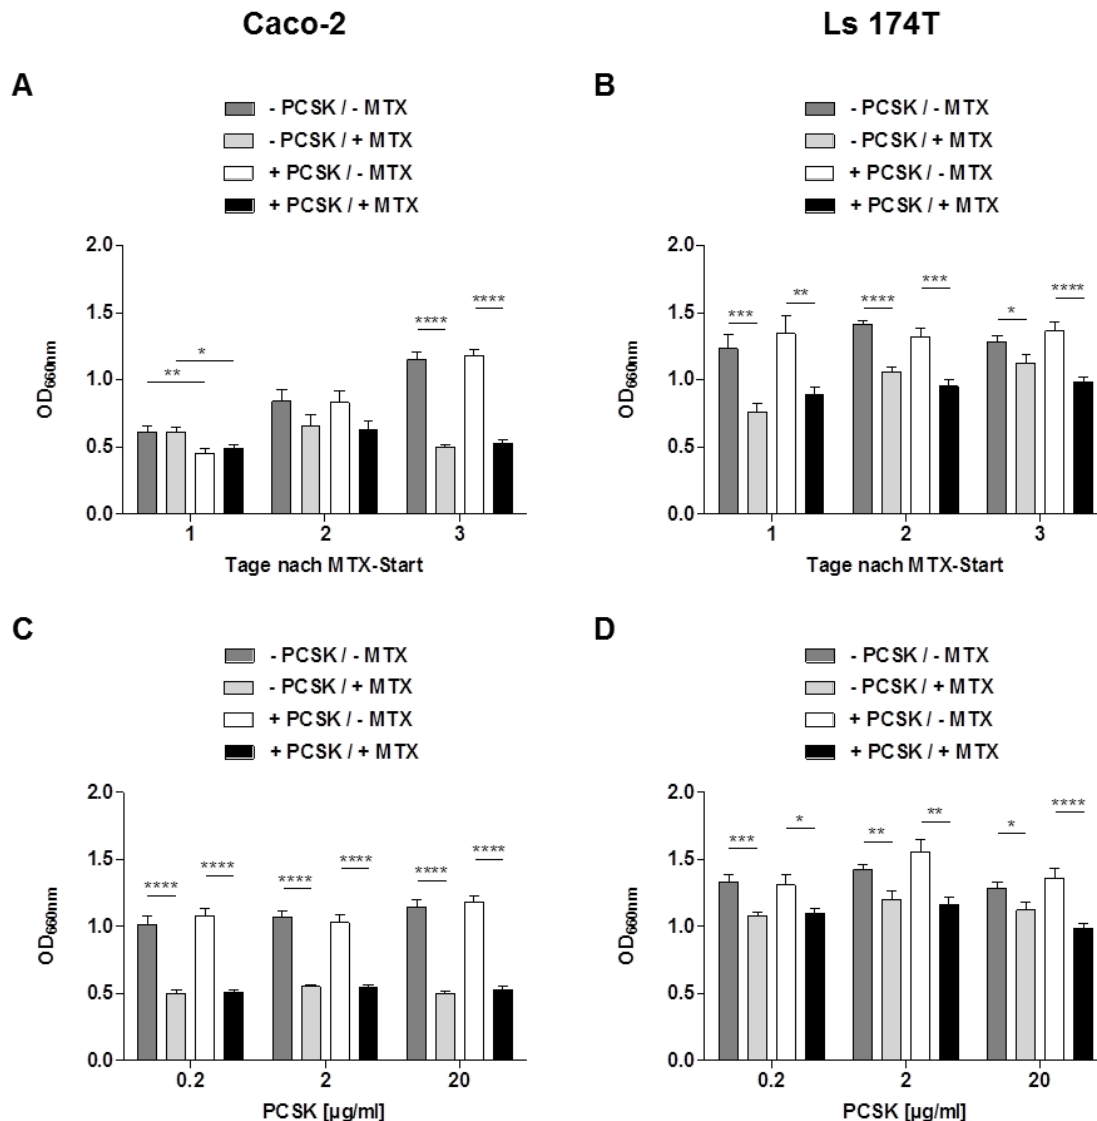 Caco-2
Ls 174T
A
- PCSK / - MTX
- PCSK / + MTX
+ PCSK / - MTX
+ PCSK / + MTX
2.0
1.5
1.0
0.5
0.0
OD660nm
**
*
****
****
1
2
3
Tage nach MTX-Start
B
- PCSK / - MTX
- PCSK / + MTX
+ PCSK / - MTX
+ PCSK / + MTX
2.0
1.5
1.0
0.5
0.0
OD660nm
***
**
****
***
*
****
1
2
3
Tage nach MTX-Start
C
- PCSK / - MTX
- PCSK / + MTX
+ PCSK / - MTX
+ PCSK / + MTX
2.0
1.5
1.0
0.5
0.0
OD660nm
****
****
****
****
****
****
0.2
2
20
PCSK [µg/ml]
D
- PCSK / - MTX
- PCSK / + MTX
+ PCSK / - MTX
+ PCSK / + MTX
2.0
1.5
1.0
0.5
0.0
OD660nm
***
*
**
**
*
****
0.2
2
20
PCSK [µg/ml]